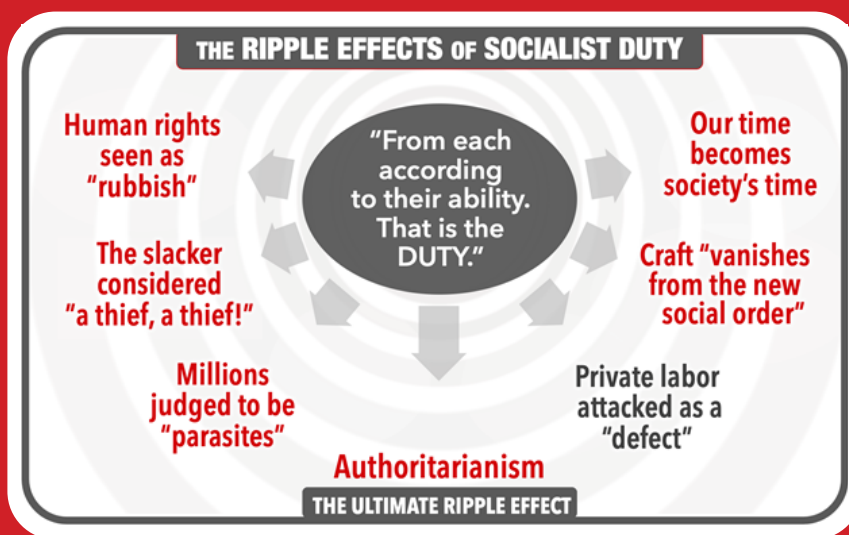 THE RIPPLE EFFECTS OF SOCIALIST DUTY
Human rights
seen as
"rubbish"
"From each
according
to their ability.
That is the
DUTY."
Our time
becomes
society's time
The slacker
considered
"a thief, a thief!"
Craft "vanishes
from the new
social order"
Millions
judged to be
"parasites"
Private labor
attacked as a
"defect"
Authoritarianism
THE ULTIMATE RIPPLE EFFECT